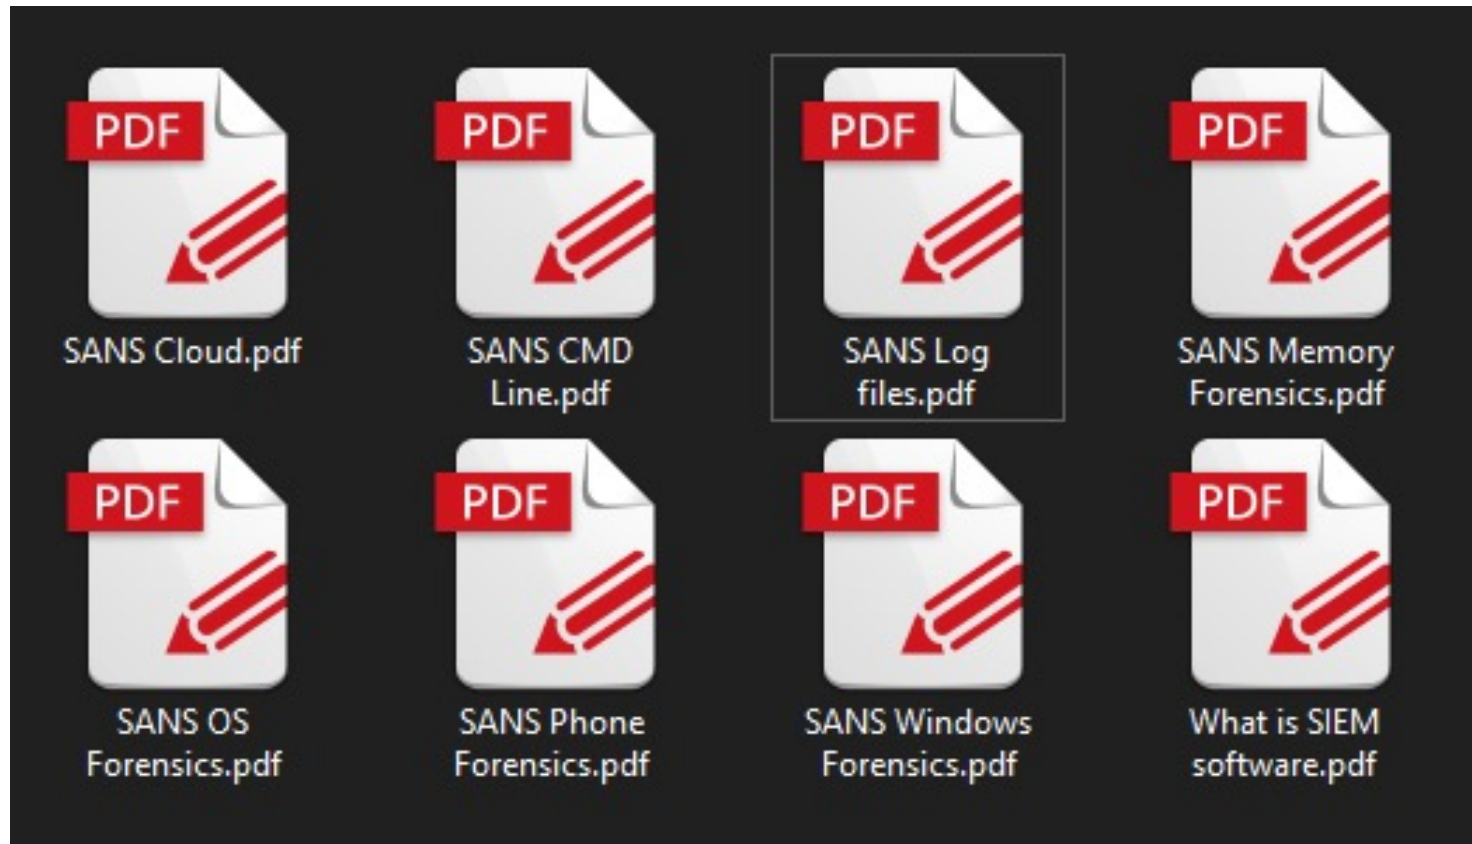 PDF PDF PDF PDF
SANS Cloud.pdf SANS CMD SANS Log SANS Memory
Line.pdf files.pdf Forensics.pdf
PDF PDF PDF PDF
SANS OS SANS Phone SANS Windows What is SIEM
Forensics.pdf Forensics.pdf Forensics.pdf software.pdf